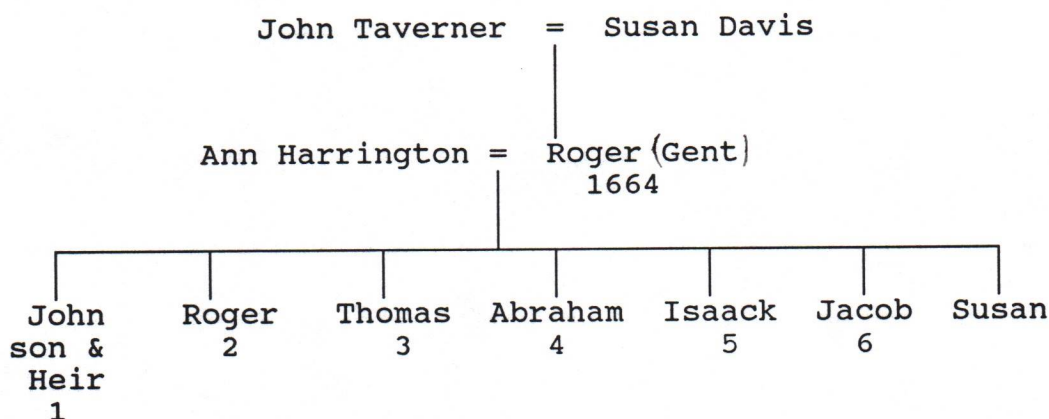 John Taverner = Susan Davis
Ann Harrington = Roger (Gent)
1664
John Roger Thomas Abraham Isaack Jacob Susan
son & 2 3 4 5 6
Heir
1